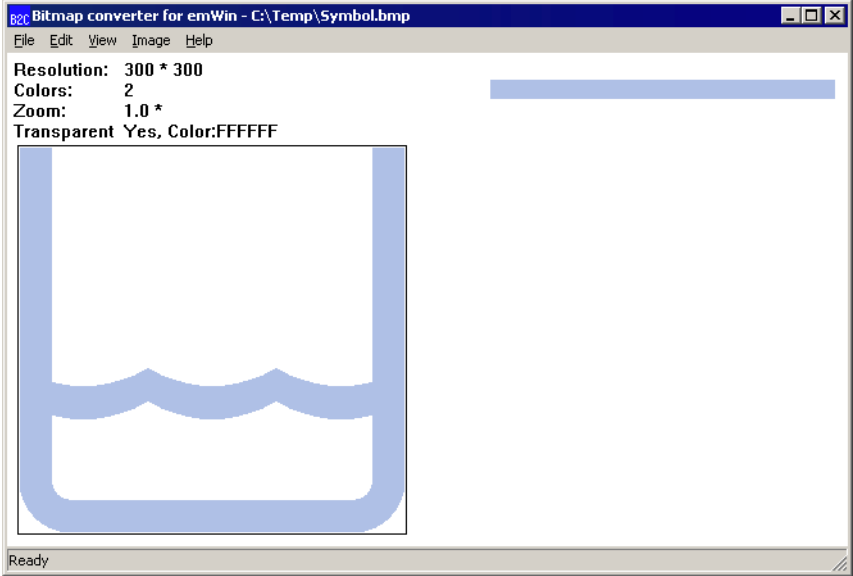 B2C Bitmap converter for emWin - C:\Temp\Symbol.bmp
File Edit View Image Help
Resolution: 300 * 300
Colors: 2
Zoom: 1.0 *
Transparent Yes, Color:FFFFFF
Ready